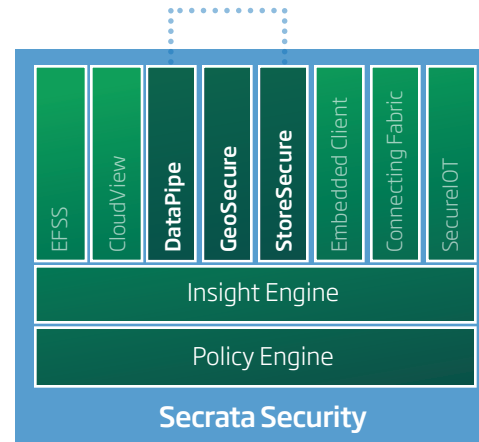 EFSS
CloudView
DataPipe
GeoSecure
StoreSecure
Embedded Client
Connecting Fabric
SecureIOT
Insight Engine
Policy Engine
Secrata Security